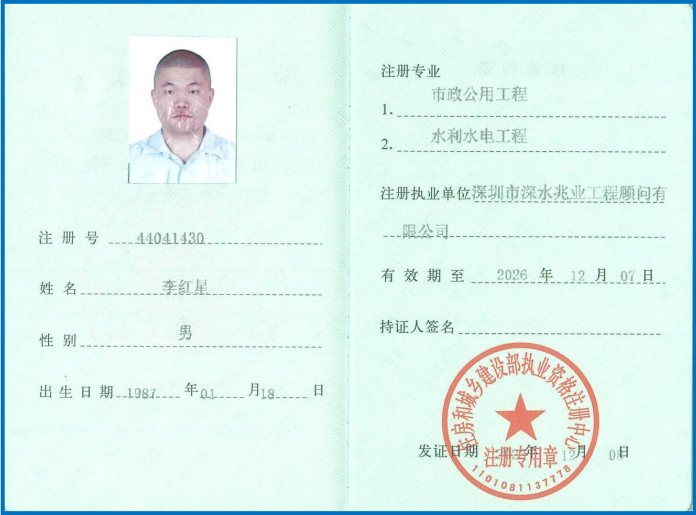 注册号 44041430
姓名 李红星
性别 男
出生日期 1987 年 01 月 18 日
注册专业
1. 市政公用工程
2. 水利水电工程
注册执业单位 深圳市深水兆业工程顾问有
限公司
有效期至 2026 年 12 月 07 日
持证人签名
住房和城乡建设部执业资格注册中心
发证日期 年 12 月 日
注册专用章
1101081137778